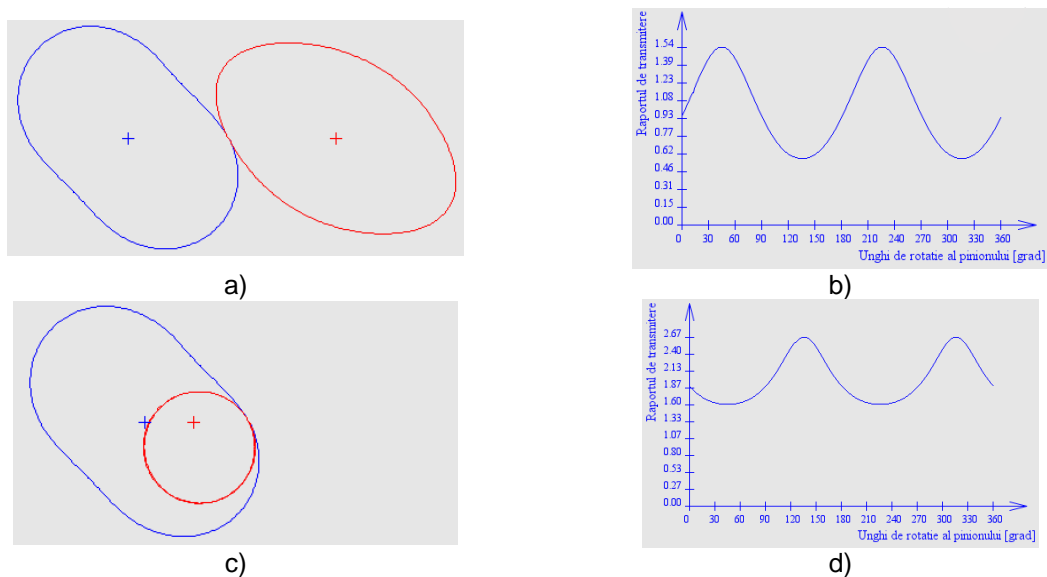 Raportul de transmitere
1.54
1.39
1.23
1.08
0.93
0.77
0.62
0.46
0.31
0.15
0.00
0 30 60 90 120 150 180 210 240 270 300 330 360
Unghi de rotatie al pinionului [grad]
a)
b)
Raportul de transmitere
2.67
2.40
2.13
1.87
1.60
1.33
1.07
0.80
0.53
0.27
0.00
0 30 60 90 120 150 180 210 240 270 300 330 360
Unghi de rotatie al pinionului [grad]
c)
d)